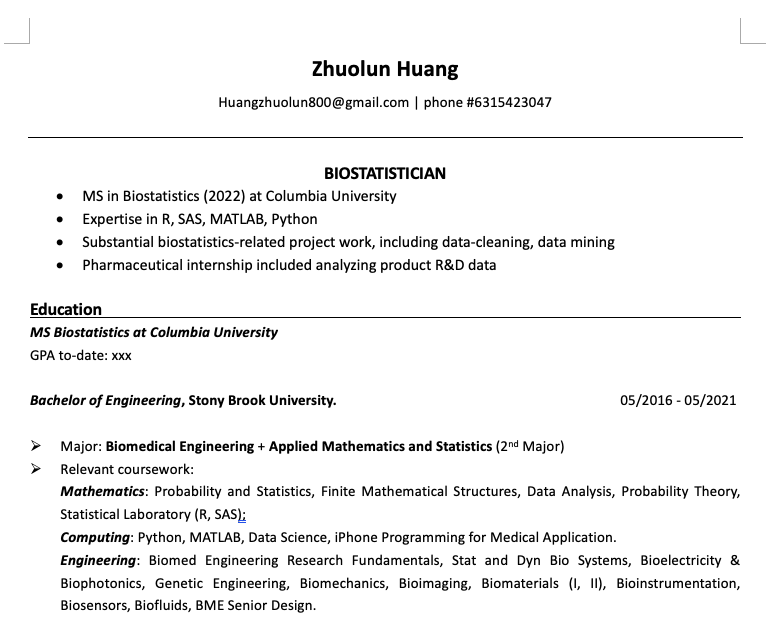 Zhuolun Huang
Huangzhuolun800@gmail.com | phone #6315423047
BIOSTATISTICIAN
• MS in Biostatistics (2022) at Columbia University
• Expertise in R, SAS, MATLAB, Python
• Substantial biostatistics-related project work, including data-cleaning, data mining
• Pharmaceutical internship included analyzing product R&D data
Education
MS Biostatistics at Columbia University
GPA to-date: xxx
Bachelor of Engineering, Stony Brook University. 05/2016 - 05/2021
➢ Major: Biomedical Engineering + Applied Mathematics and Statistics (2nd Major)
➢ Relevant coursework:
Mathematics: Probability and Statistics, Finite Mathematical Structures, Data Analysis, Probability Theory,
Statistical Laboratory (R, SAS);
Computing: Python, MATLAB, Data Science, iPhone Programming for Medical Application.
Engineering: Biomed Engineering Research Fundamentals, Stat and Dyn Bio Systems, Bioelectricity &
Biophotonics, Genetic Engineering, Biomechanics, Bioimaging, Biomaterials (I, II), Bioinstrumentation,
Biosensors, Biofluids, BME Senior Design.